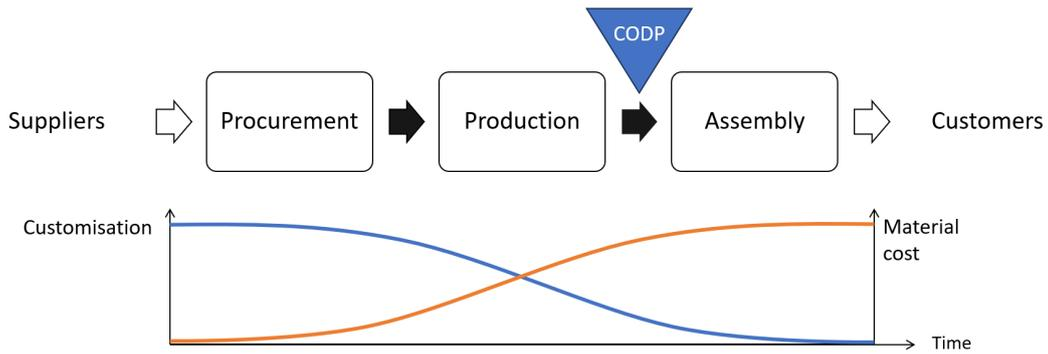 CODP
Suppliers
Procurement
Production
Assembly
Customers
Customisation
Material
cost
Time